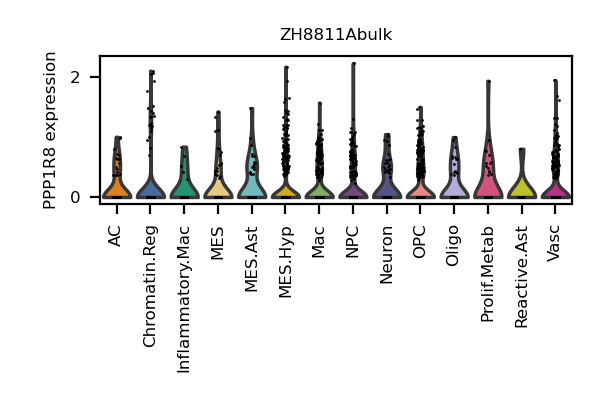 ZH8811Abulk
PPP1R8 expression
2
0
AC
Chromatin.Reg
Inflammatory.Mac
MES
MES.Ast
MES.Hyp
Mac
NPC
Neuron
OPC
Oligo
Prolif.Metab
Reactive.Ast
Vasc